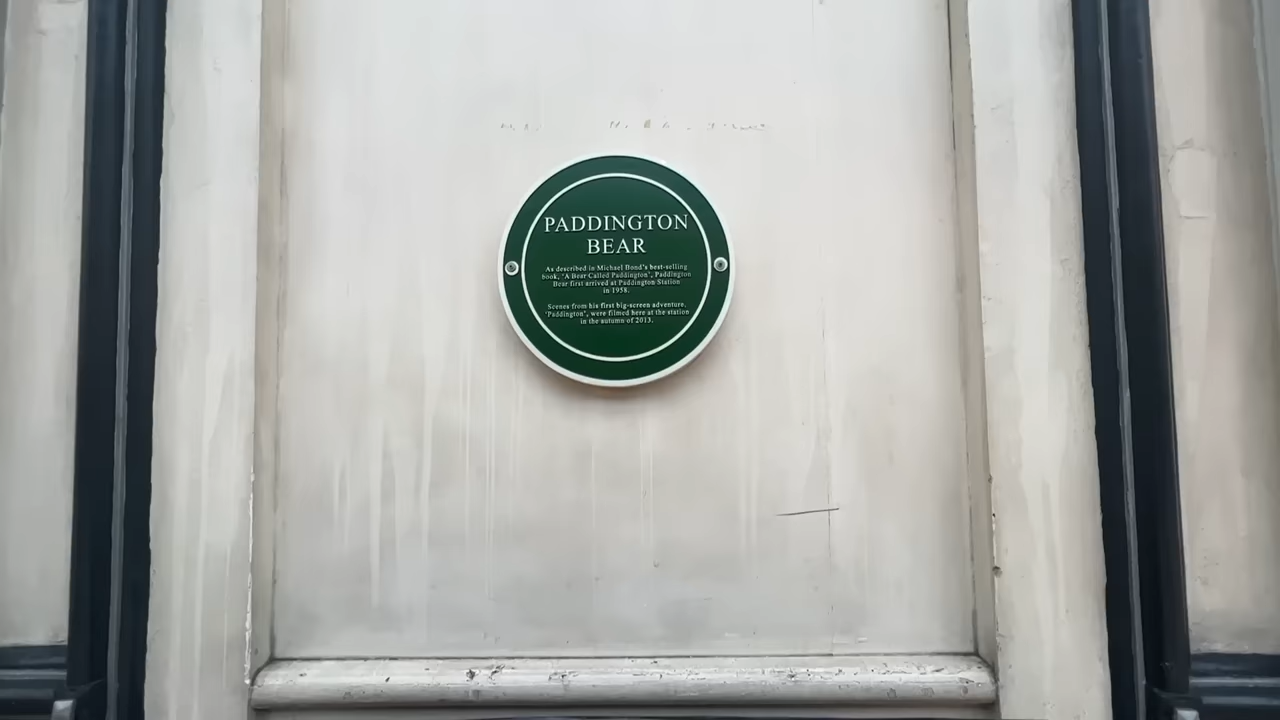 PADDINGTON
BEAR
As described in Michael Bond's best-selling
book, 'A Bear Called Paddington', Paddington
Bear first arrived at Paddington Station
in 1958.
Scenes from his first big-screen adventure,
'Paddington', were filmed here at the station
in the autumn of 2013.